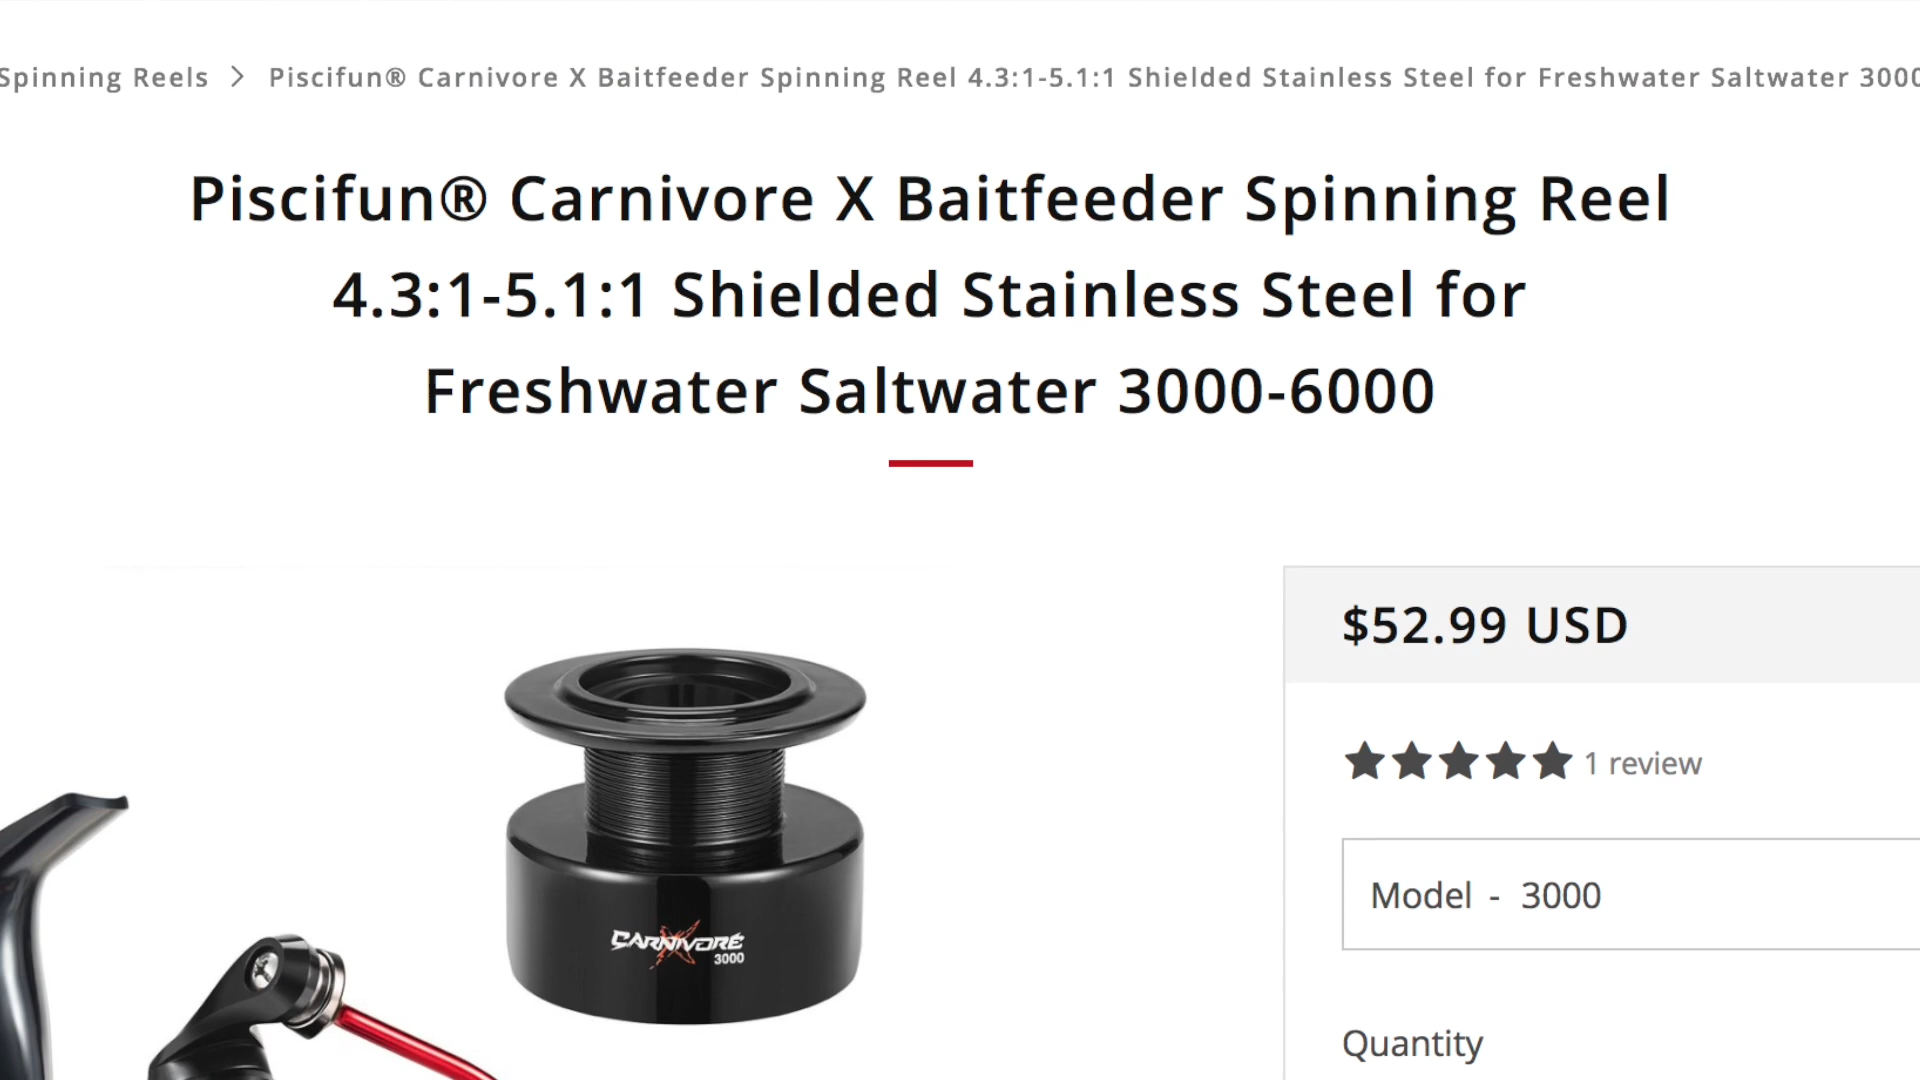 Spinning Reels > Piscifun® Carnivore X Baitfeeder Spinning Reel 4.3:1-5.1:1 Shielded Stainless Steel for Freshwater Saltwater 3000
Piscifun® Carnivore X Baitfeeder Spinning Reel
4.3:1-5.1:1 Shielded Stainless Steel for
Freshwater Saltwater 3000-6000
$52.99 USD
1 review
Model - 3000
CARNIVORE
3000
Quantity